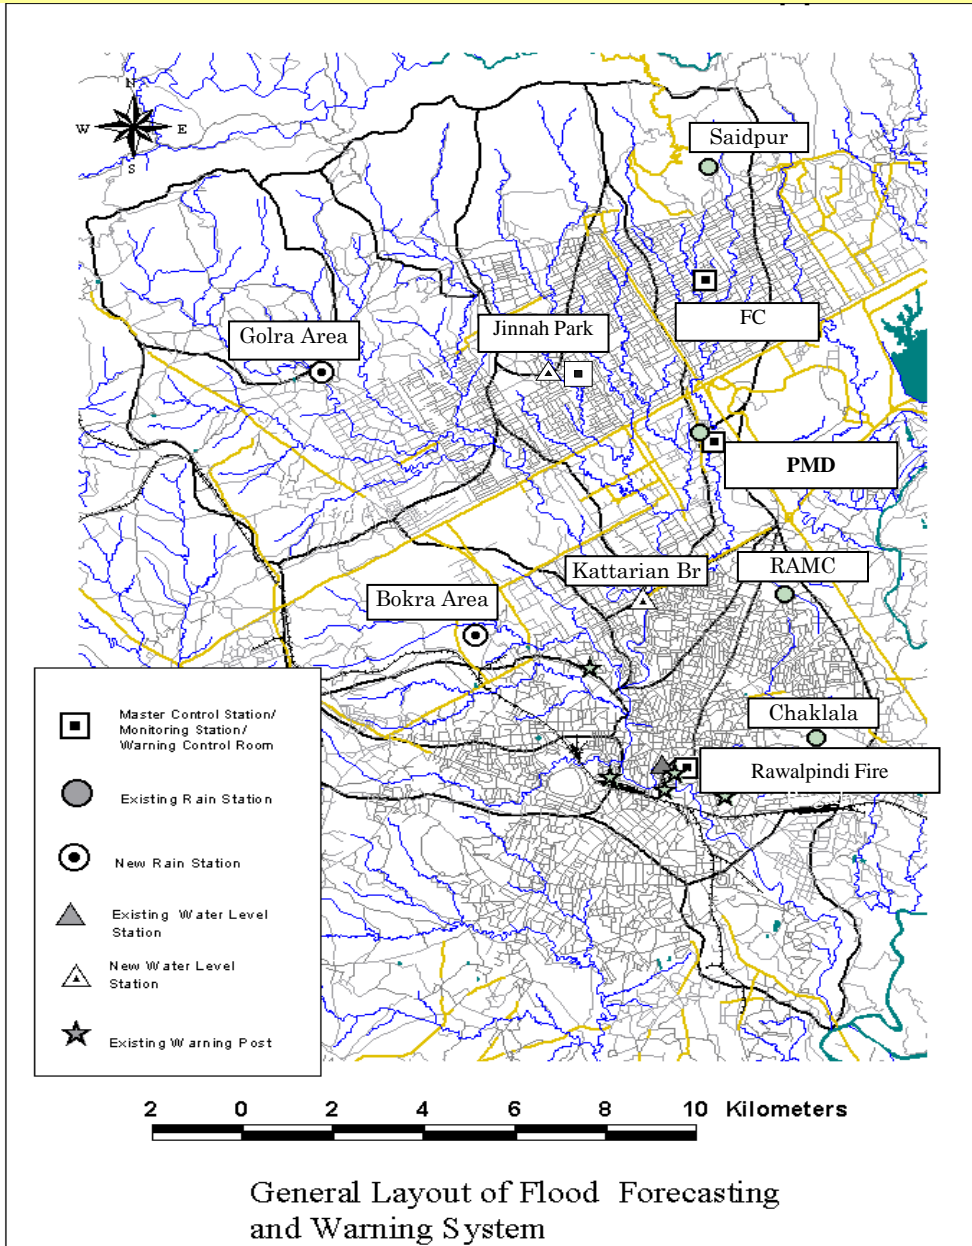 N
W E
S
Saidpur
FC
Golra Area
Jinnah Park
PMD
Kattarian Br
RAMC
Bokra Area
Chaklala
Rawalpindi Fire
Master Control Station/
Monitoring Station/
Warning Control Room
Existing Rain Station
New Rain Station
Existing Water Level
Station
New Water Level
Station
Existing Warning Post
2 0 2 4 6 8 10 Kilometers
General Layout of Flood Forecasting
and Warning System